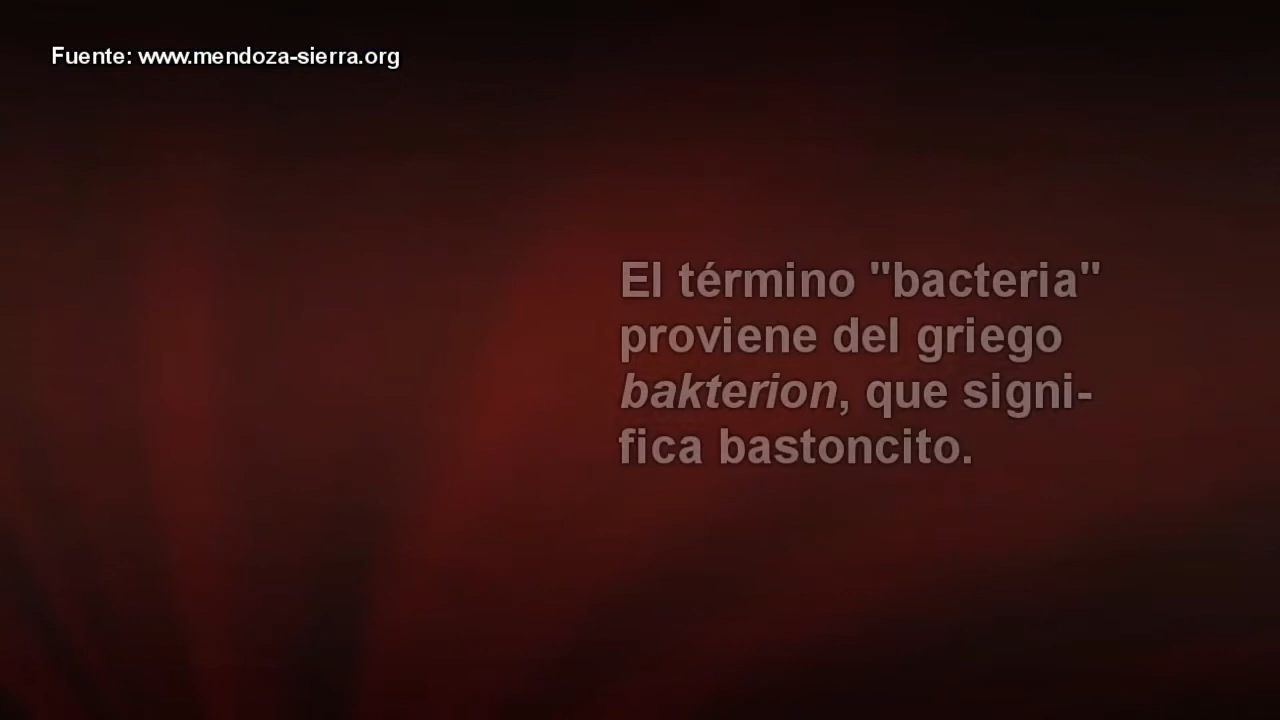 Fuente: www.mendoza-sierra.org
El término "bacteria"
proviene del griego
bakterion, que signi-
fica bastoncito.